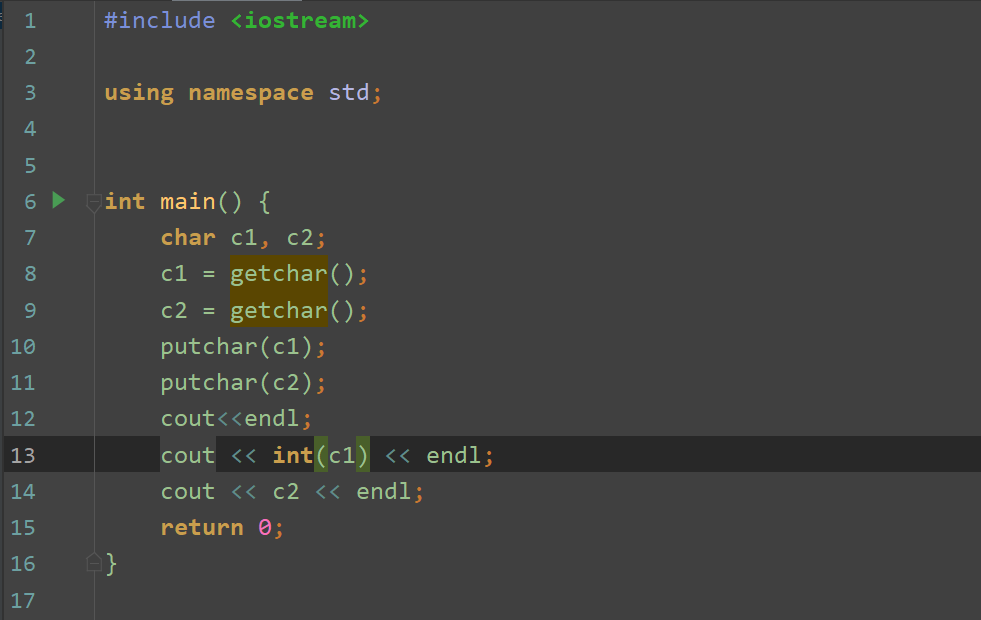 1 #include <iostream>
2
3 using namespace std;
4
5
6 int main() {
7     char c1, c2;
8     c1 = getchar();
9     c2 = getchar();
10     putchar(c1);
11     putchar(c2);
12     cout<<endl;
13     cout << int(c1) << endl;
14     cout << c2 << endl;
15     return 0;
16 }
17